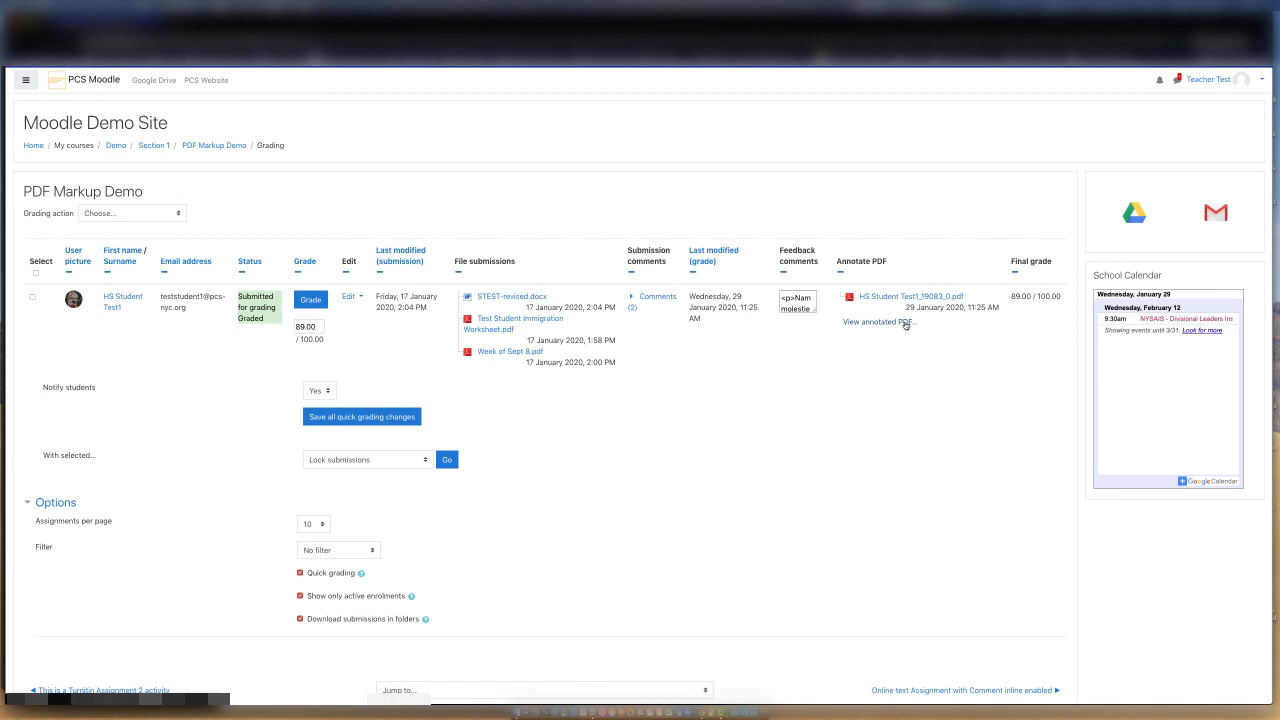 PCS Moodle Google Drive PCS Website Teacher Test
Moodle Demo Site
Home / My courses / Demo / Section 1 / PDF Markup Demo / Grading
PDF Markup Demo
Grading action Choose...
Select
User picture
First name / Surname
Email address
Status
Grade
Edit
Last modified (submission)
File submissions
Submission comments
Last modified (grade)
Feedback comments
Annotate PDF
Final grade
HS Student
Test1
teststudent1@pcs-
nyc.org
Submitted
for grading
Graded
Grade
89.00
/ 100.00
Edit
Friday, 17 January
2020, 2:04 PM
STEST-revised.docx
17 January 2020, 2:04 PM
Test Student Immigration
Worksheet.pdf
17 January 2020, 1:58 PM
Week of Sept 8.pdf
17 January 2020, 2:00 PM
Comments
(2)
Wednesday, 29
January 2020, 11:25
AM
<p>Nam
molestie
HS Student Test1_19083_0.pdf
29 January 2020, 11:25 AM
View annotated PDF...
89.00 / 100.00
Notify students Yes
Save all quick grading changes
With selected... Lock submissions Go
Options
Assignments per page 10
Filter No filter
Quick grading ?
Show only active enrolments ?
Download submissions in folders ?
This is a Turnitin Assignment 2 activity
Jump to...
Online text Assignment with Comment inline enabled
School Calendar
Wednesday, January 29
Wednesday, February 12
9:30am NYSAIS - Divisional Leaders Ins
Showing events until 3/31. Look for more
Google Calendar